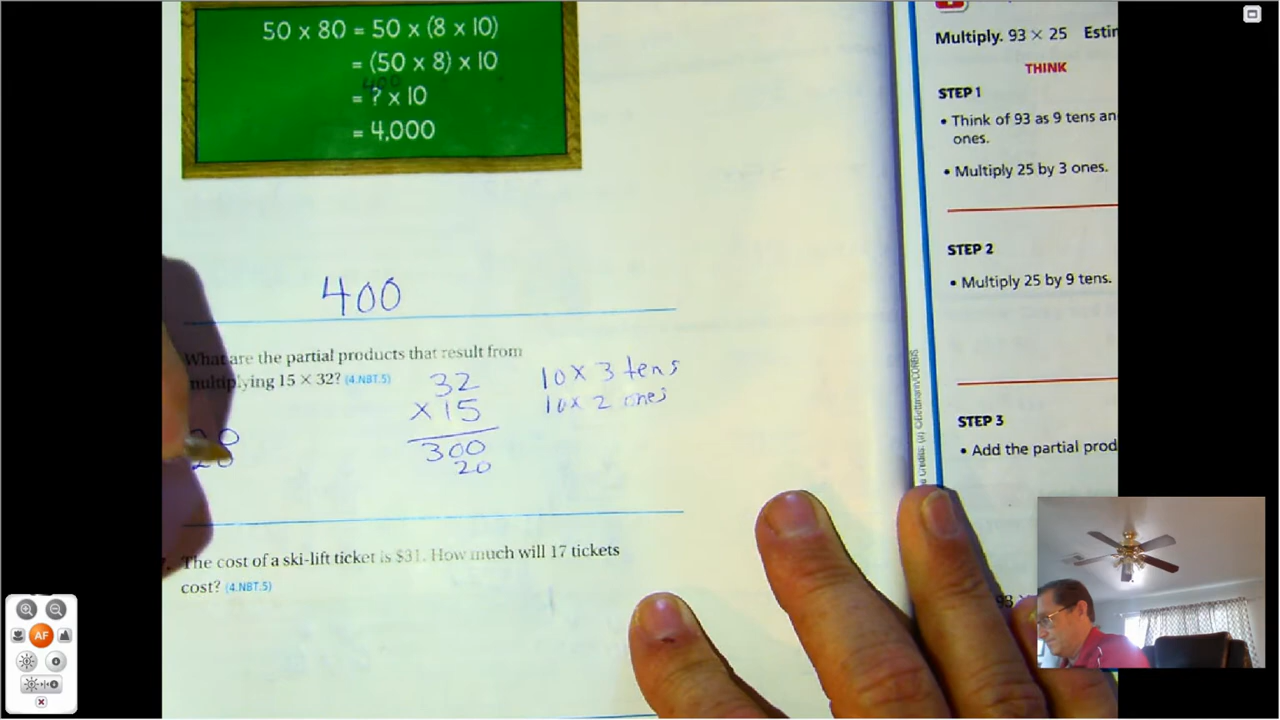 50 x 80 = 50 x (8 x 10)
= (50 x 8) x 10
400
= ? x 10
= 4,000
400
What are the partial products that result from
multiplying 15 × 32? (4.NBT.5)
32
×15
300
20
10× 3 tens
10× 2 ones
20
The cost of a ski-lift ticket is $31. How much will 17 tickets
cost? (4.NBT.5)
Multiply. 93 × 25
THINK
STEP 1
• Think of 93 as 9 tens an
ones.
• Multiply 25 by 3 ones.
STEP 2
• Multiply 25 by 9 tens.
STEP 3
• Add the partial prod
93
AF